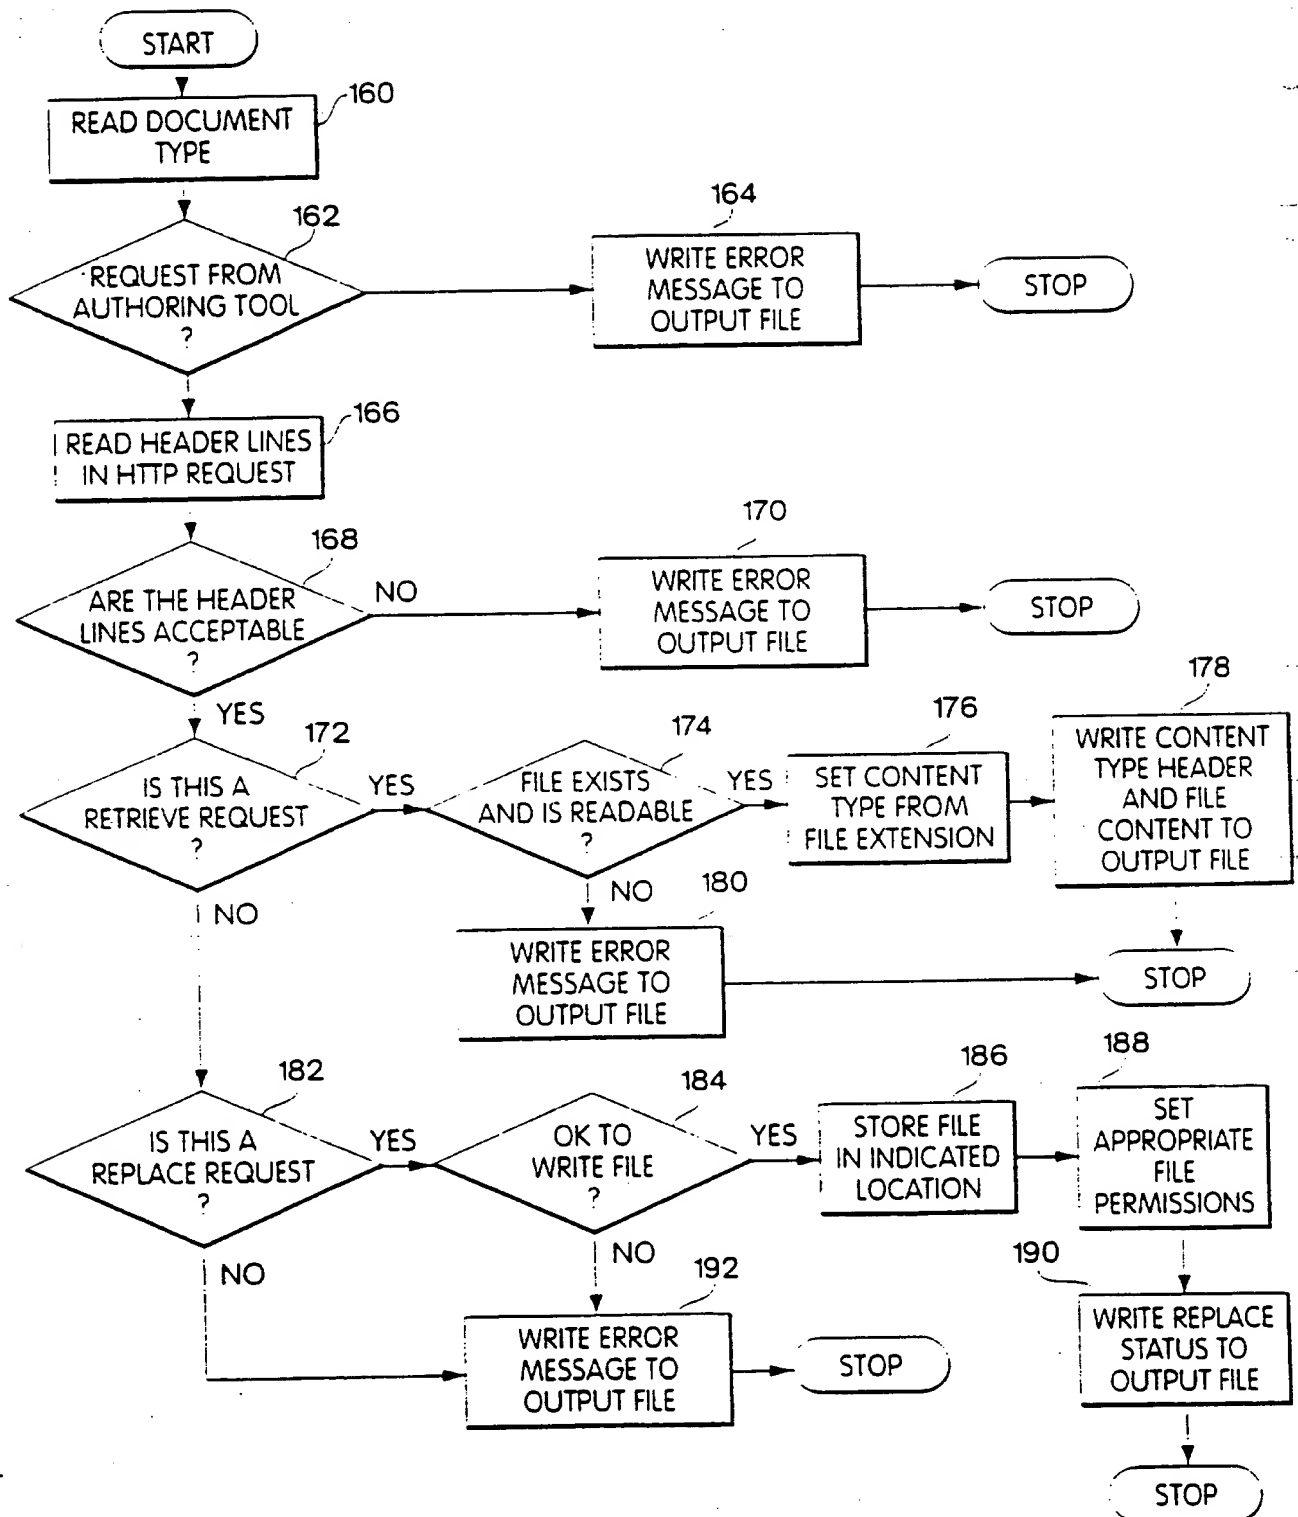 START
160
READ DOCUMENT
TYPE
162
REQUEST FROM
AUTHORING TOOL
?
164
WRITE ERROR
MESSAGE TO
OUTPUT FILE
STOP
166
READ HEADER LINES
IN HTTP REQUEST
168
ARE THE HEADER
LINES ACCEPTABLE
?
NO
170
WRITE ERROR
MESSAGE TO
OUTPUT FILE
STOP
YES
172
IS THIS A
RETRIEVE REQUEST
?
YES
174
FILE EXISTS
AND IS READABLE
?
YES
176
SET CONTENT
TYPE FROM
FILE EXTENSION
178
WRITE CONTENT
TYPE HEADER
AND FILE
CONTENT TO
OUTPUT FILE
NO
NO
180
WRITE ERROR
MESSAGE TO
OUTPUT FILE
STOP
182
IS THIS A
REPLACE REQUEST
?
YES
184
OK TO
WRITE FILE
?
YES
186
STORE FILE
IN INDICATED
LOCATION
188
SET
APPROPRIATE
FILE
PERMISSIONS
NO
NO
192
WRITE ERROR
MESSAGE TO
OUTPUT FILE
STOP
190
WRITE REPLACE
STATUS TO
OUTPUT FILE
STOP